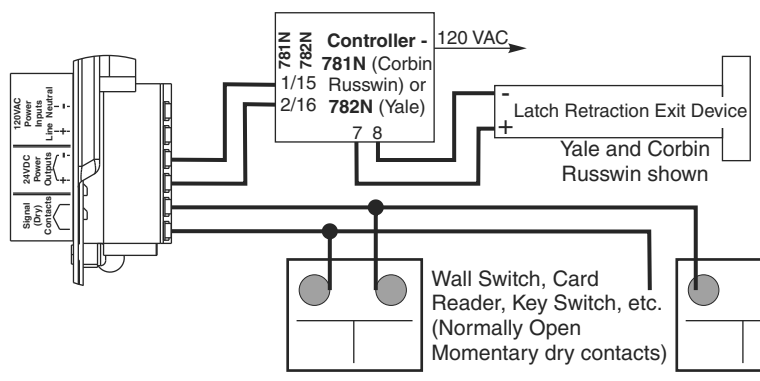 120VAC
Power
Inputs
Line Neutral
+ -
24VDC
Power
Outputs
+ -
Signal
(Dry)
Contacts
781N
782N
1/15
2/16
Controller -
781N (Corbin
Russwin) or
782N (Yale)
7 8
120 VAC
-
+
Latch Retraction Exit Device
Yale and Corbin
Russwin shown
Wall Switch, Card
Reader, Key Switch, etc.
(Normally Open
Momentary dry contacts)